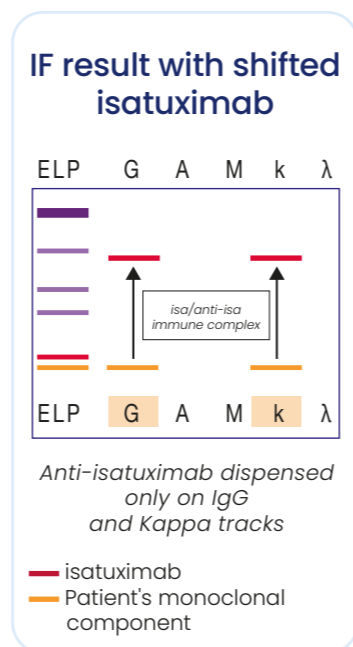 IF result with shifted
isatuximab
ELP G A M k λ
isa/anti-isa
immune complex
ELP G A M k λ
Anti-isatuximab dispensed
only on IgG
and Kappa tracks
isatuximab
Patient's monoclonal
component